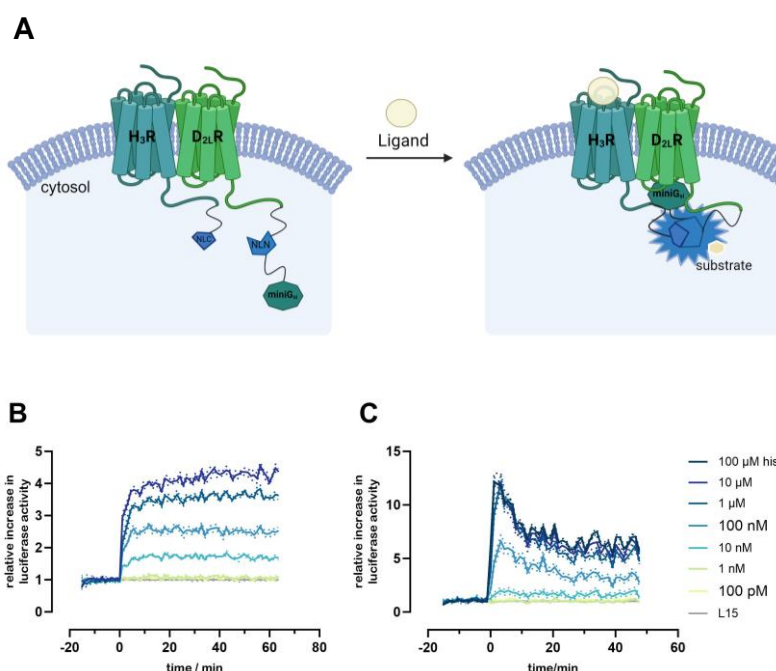 A
H3R
D2LR
cytosol
NLC
NLN
miniGsi
Ligand
H3R
D2LR
miniGsi
substrate
B
C
relative increase in
luciferase activity
5
4
3
2
1
0
-20
0
20
40
60
80
time / min
relative increase in
luciferase activity
15
10
5
0
-20
0
20
40
60
time/min
100 µM his
10 µM
1 µM
100 nM
10 nM
1 nM
100 pM
L15